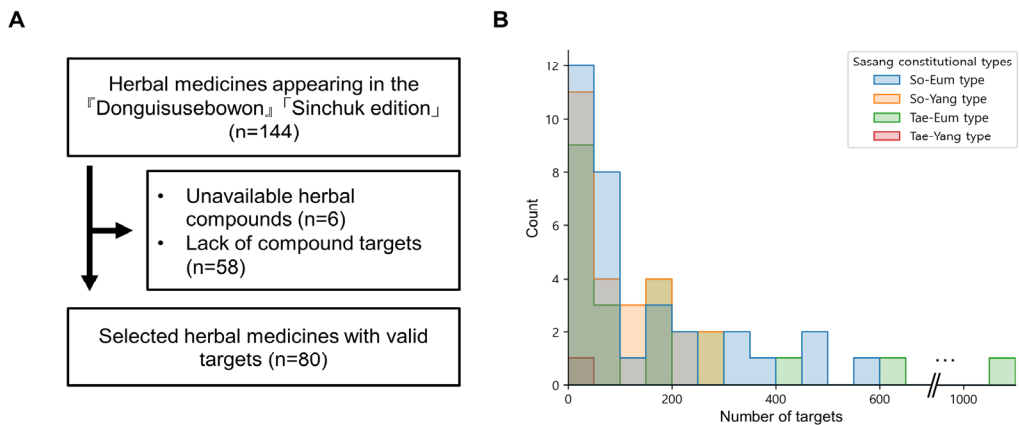 A
Herbal medicines appearing in the
『Donguisusebowon』「Sinchuk edition」
(n=144)
• Unavailable herbal
compounds (n=6)
• Lack of compound targets
(n=58)
Selected herbal medicines with valid
targets (n=80)
B
Sasang constitutional types
So-Eum type
So-Yang type
Tae-Eum type
Tae-Yang type
Count
12
10
8
6
4
2
0
...
0 200 400 600 1000
Number of targets